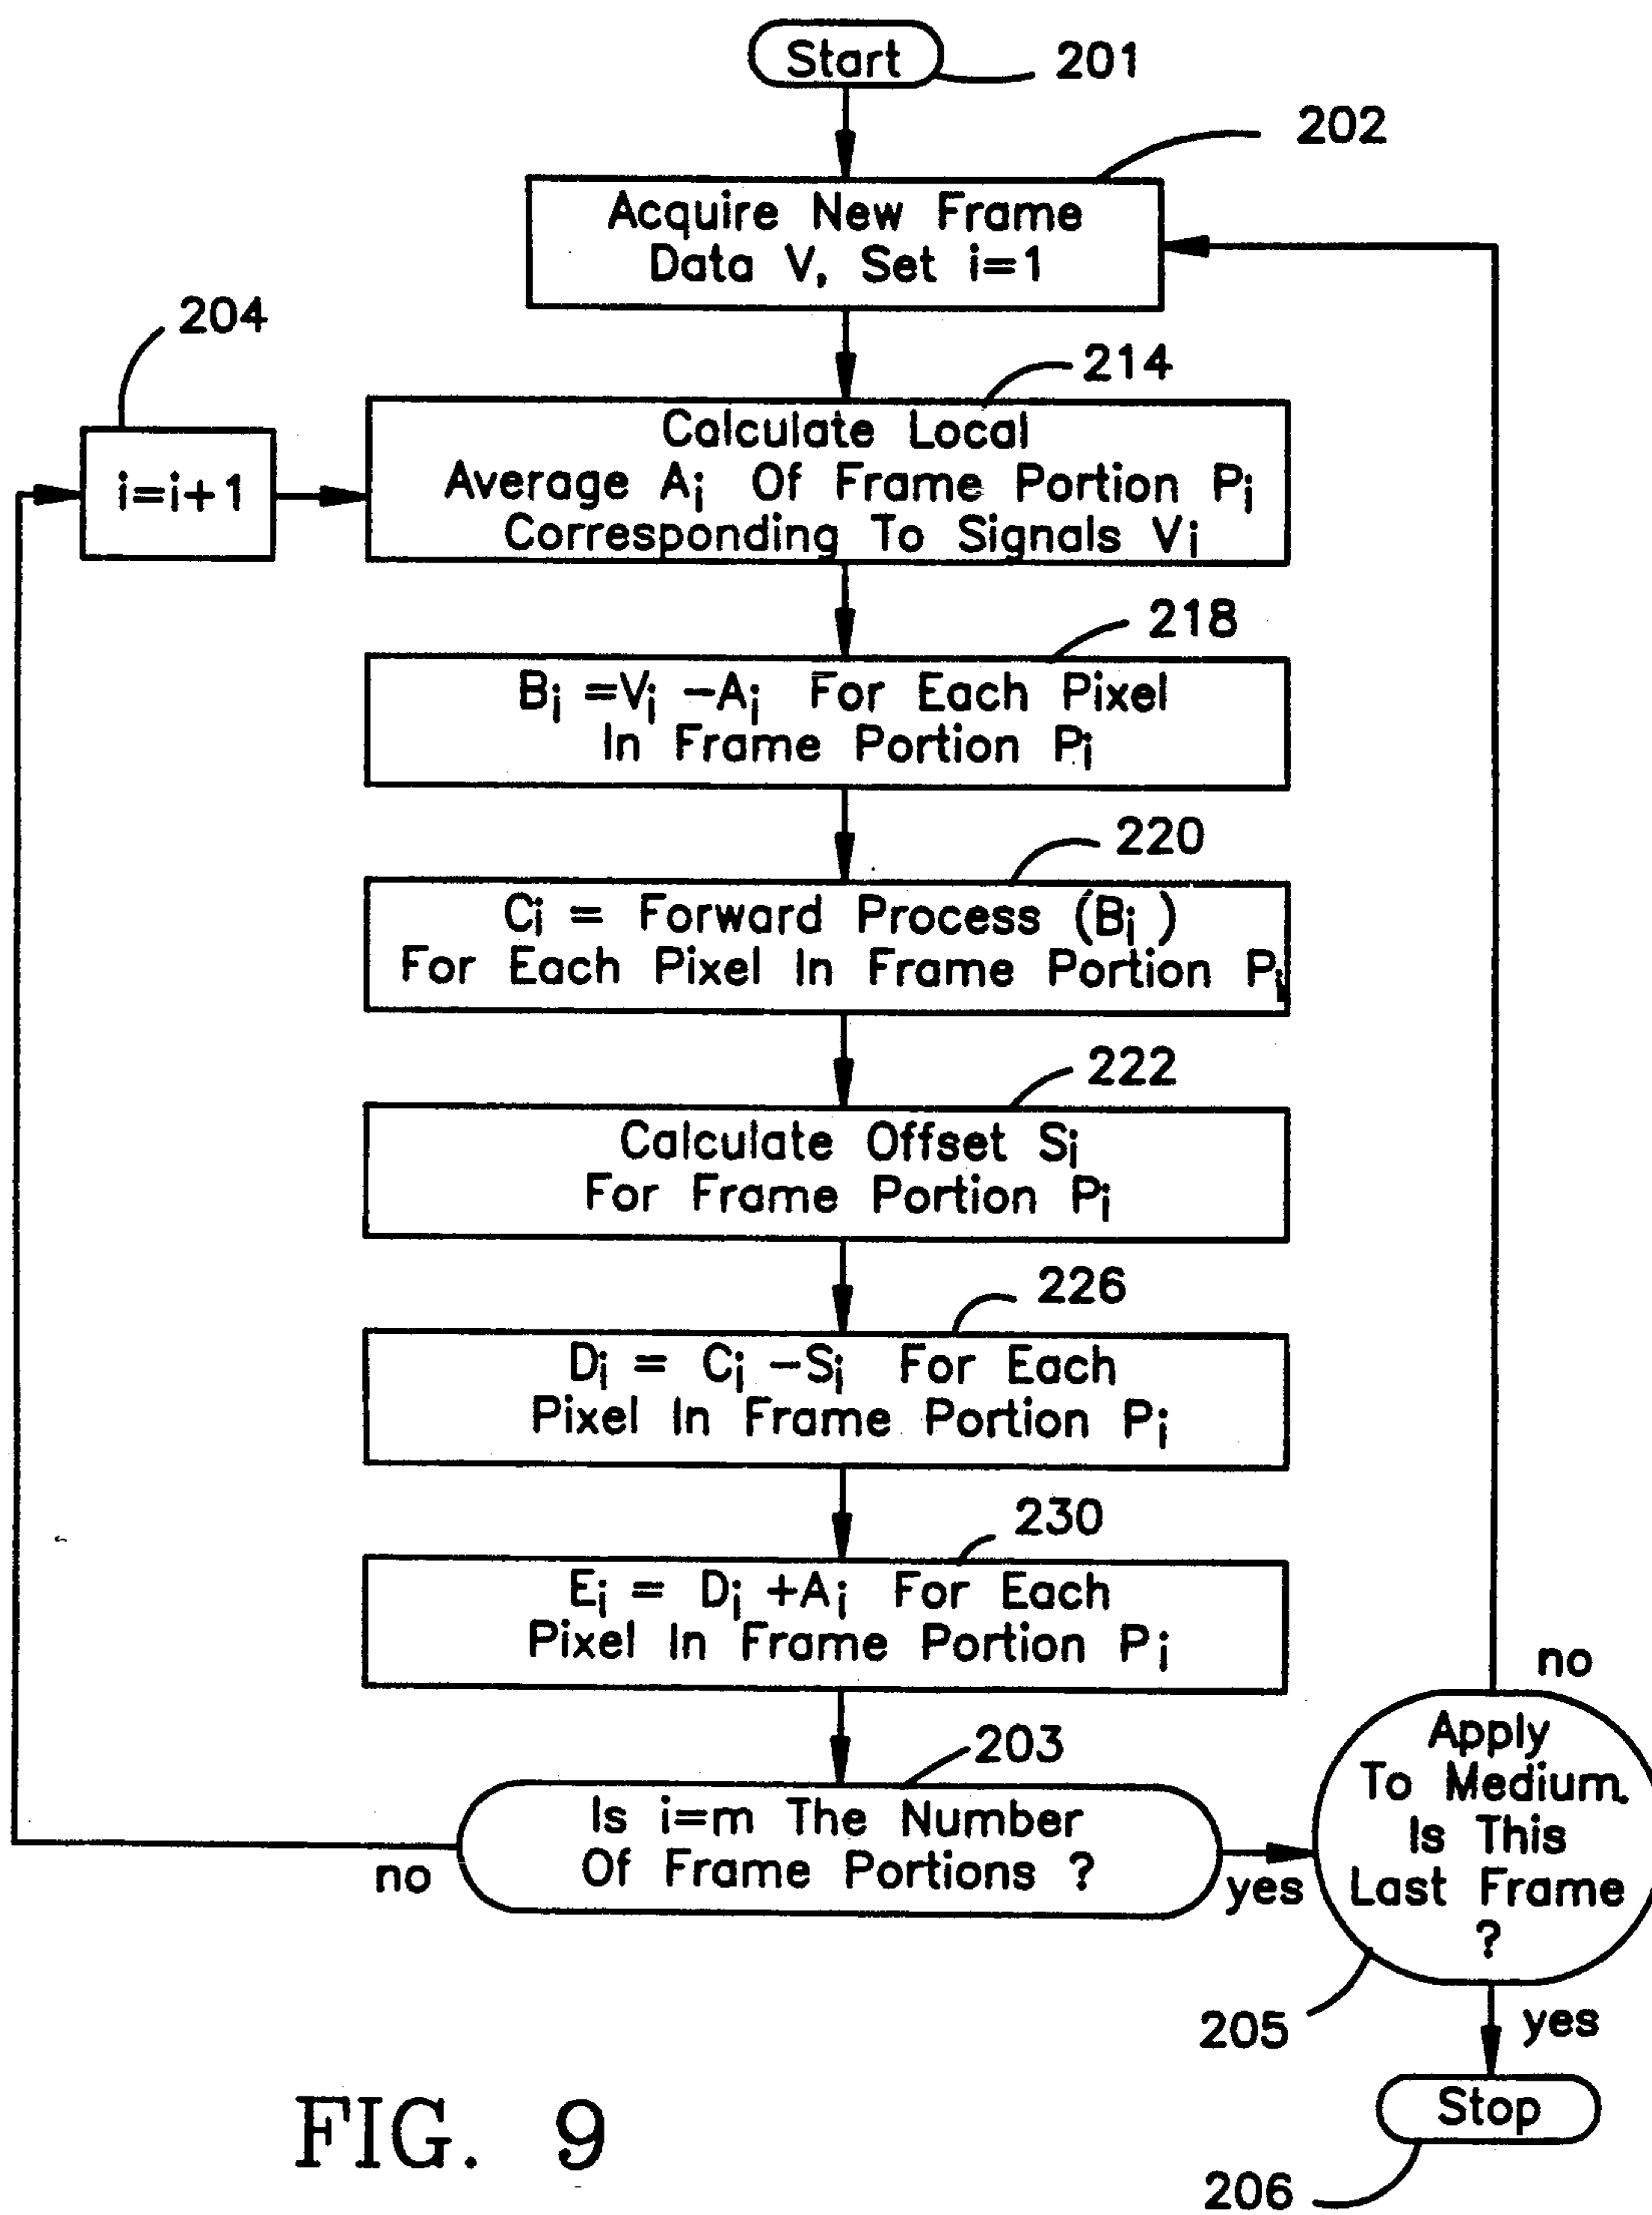 Start
201
202
Acquire New Frame
Data V, Set i=1
204
214
i=i+1
Calculate Local
Average Ai Of Frame Portion Pi
Corresponding To Signals Vi
218
Bi =Vi -Ai For Each Pixel
In Frame Portion Pi
220
Ci = Forward Process (Bi )
For Each Pixel In Frame Portion Pi
222
Calculate Offset Si
For Frame Portion Pi
226
Di = Ci -Si For Each
Pixel In Frame Portion Pi
230
Ei = Di +Ai For Each
Pixel In Frame Portion Pi
no
203
Is i=m The Number
Of Frame Portions ?
no
yes
Apply
To Medium.
Is This
Last Frame
?
205
yes
Stop
206
FIG. 9